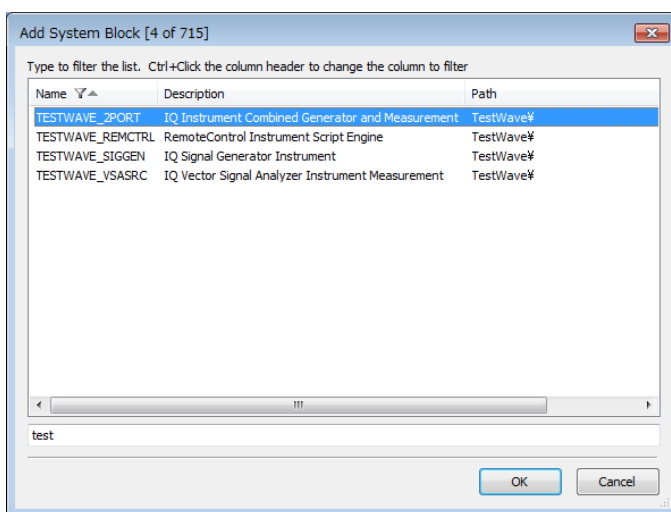 Add System Block [4 of 715]
Type to filter the list. Ctrl+Click the column header to change the column to filter
Name Description Path
TESTWAVE_2PORT IQ Instrument Combined Generator and Measurement TestWave¥
TESTWAVE_REMCTRL RemoteControl Instrument Script Engine TestWave¥
TESTWAVE_SIGGEN IQ Signal Generator Instrument TestWave¥
TESTWAVE_VSASRC IQ Vector Signal Analyzer Instrument Measurement TestWave¥
test
OK Cancel